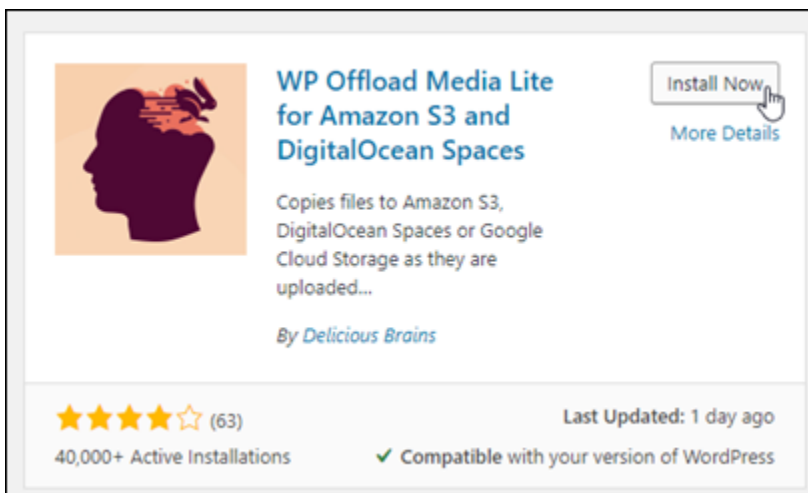 WP Offload Media Lite
for Amazon S3 and
DigitalOcean Spaces
Install Now
More Details
Copies files to Amazon S3,
DigitalOcean Spaces or Google
Cloud Storage as they are
uploaded...
By Delicious Brains
(63)
Last Updated: 1 day ago
40,000+ Active Installations
Compatible with your version of WordPress